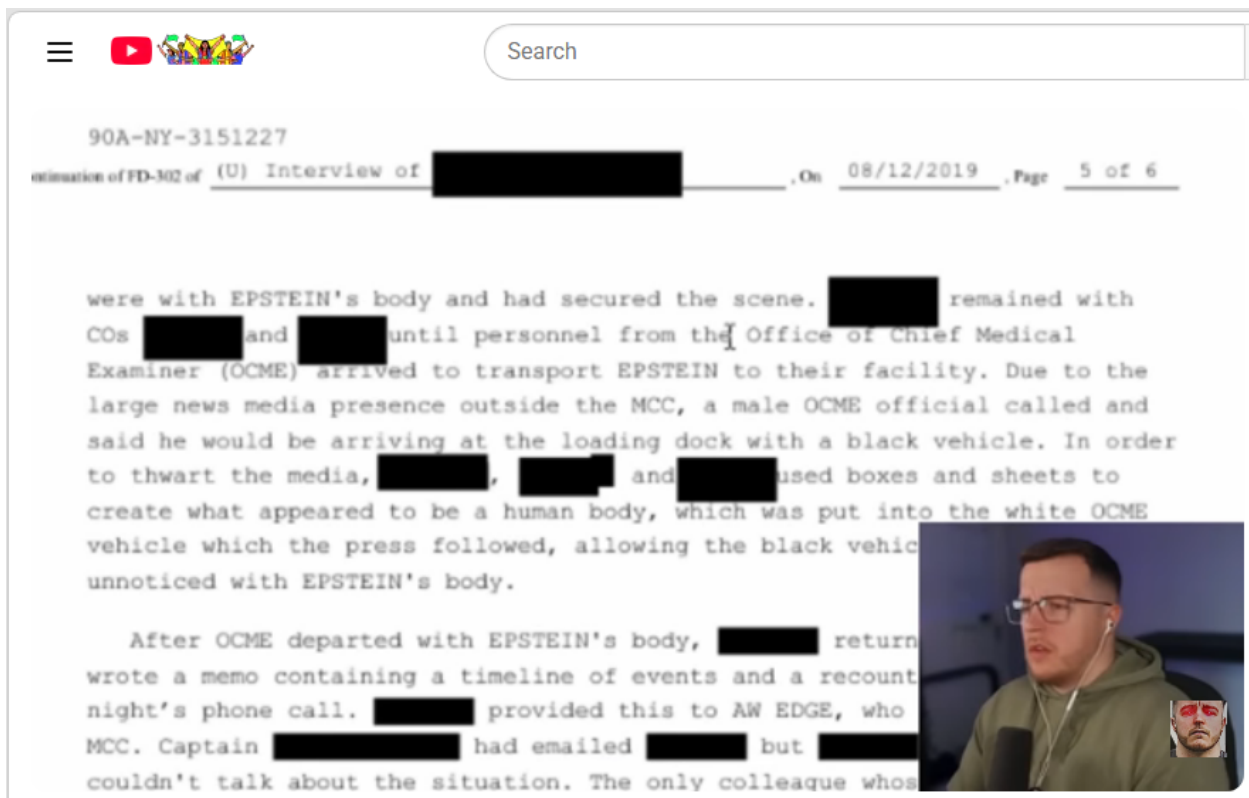 Search
90A-NY-3151227
ntinuation of FD-302 of (U) Interview of , On 08/12/2019 , Page 5 of 6
were with EPSTEIN's body and had secured the scene. remained with
COs and until personnel from the Office of Chief Medical
Examiner (OCME) arrived to transport EPSTEIN to their facility. Due to the
large news media presence outside the MCC, a male OCME official called and
said he would be arriving at the loading dock with a black vehicle. In order
to thwart the media, , and used boxes and sheets to
create what appeared to be a human body, which was put into the white OCME
vehicle which the press followed, allowing the black vehic
unnoticed with EPSTEIN's body.
After OCME departed with EPSTEIN's body, return
wrote a memo containing a timeline of events and a recount
night's phone call. provided this to AW EDGE, who
MCC. Captain had emailed but
couldn't talk about the situation. The only colleague whos